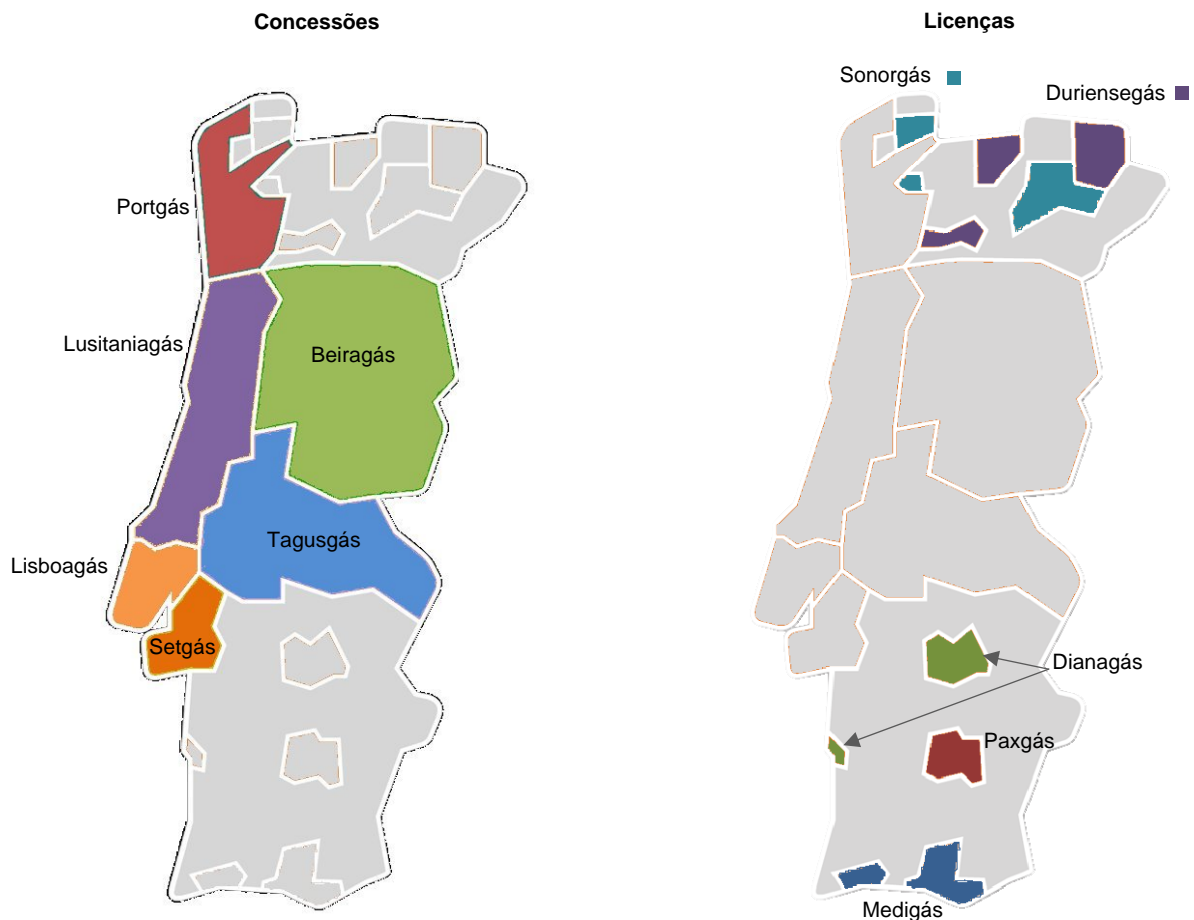 Concessões
Licenças
Sonorgás
Duriensegás
Portgás
Lusitaniagás
Beiragás
Tagusgás
Lisboagás
Setgás
Dianagás
Paxgás
Medigás